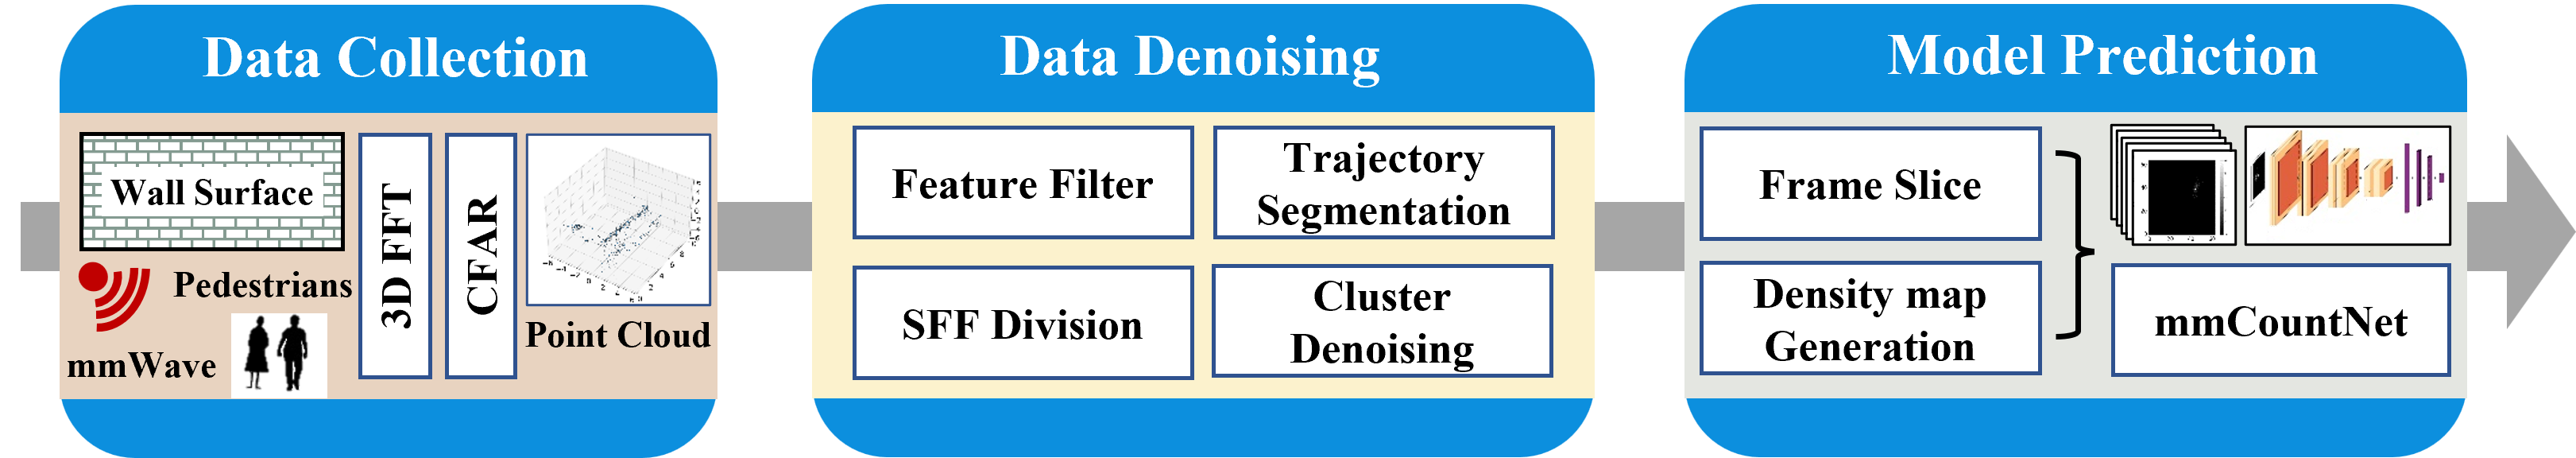 Data Collection
Wall Surface
Pedestrians
mmWave
3D FFT
CFAR
Point Cloud
Data Denoising
Feature Filter
Trajectory
Segmentation
SFF Division
Cluster
Denoising
Model Prediction
Frame Slice
Density map
Generation
mmCountNet